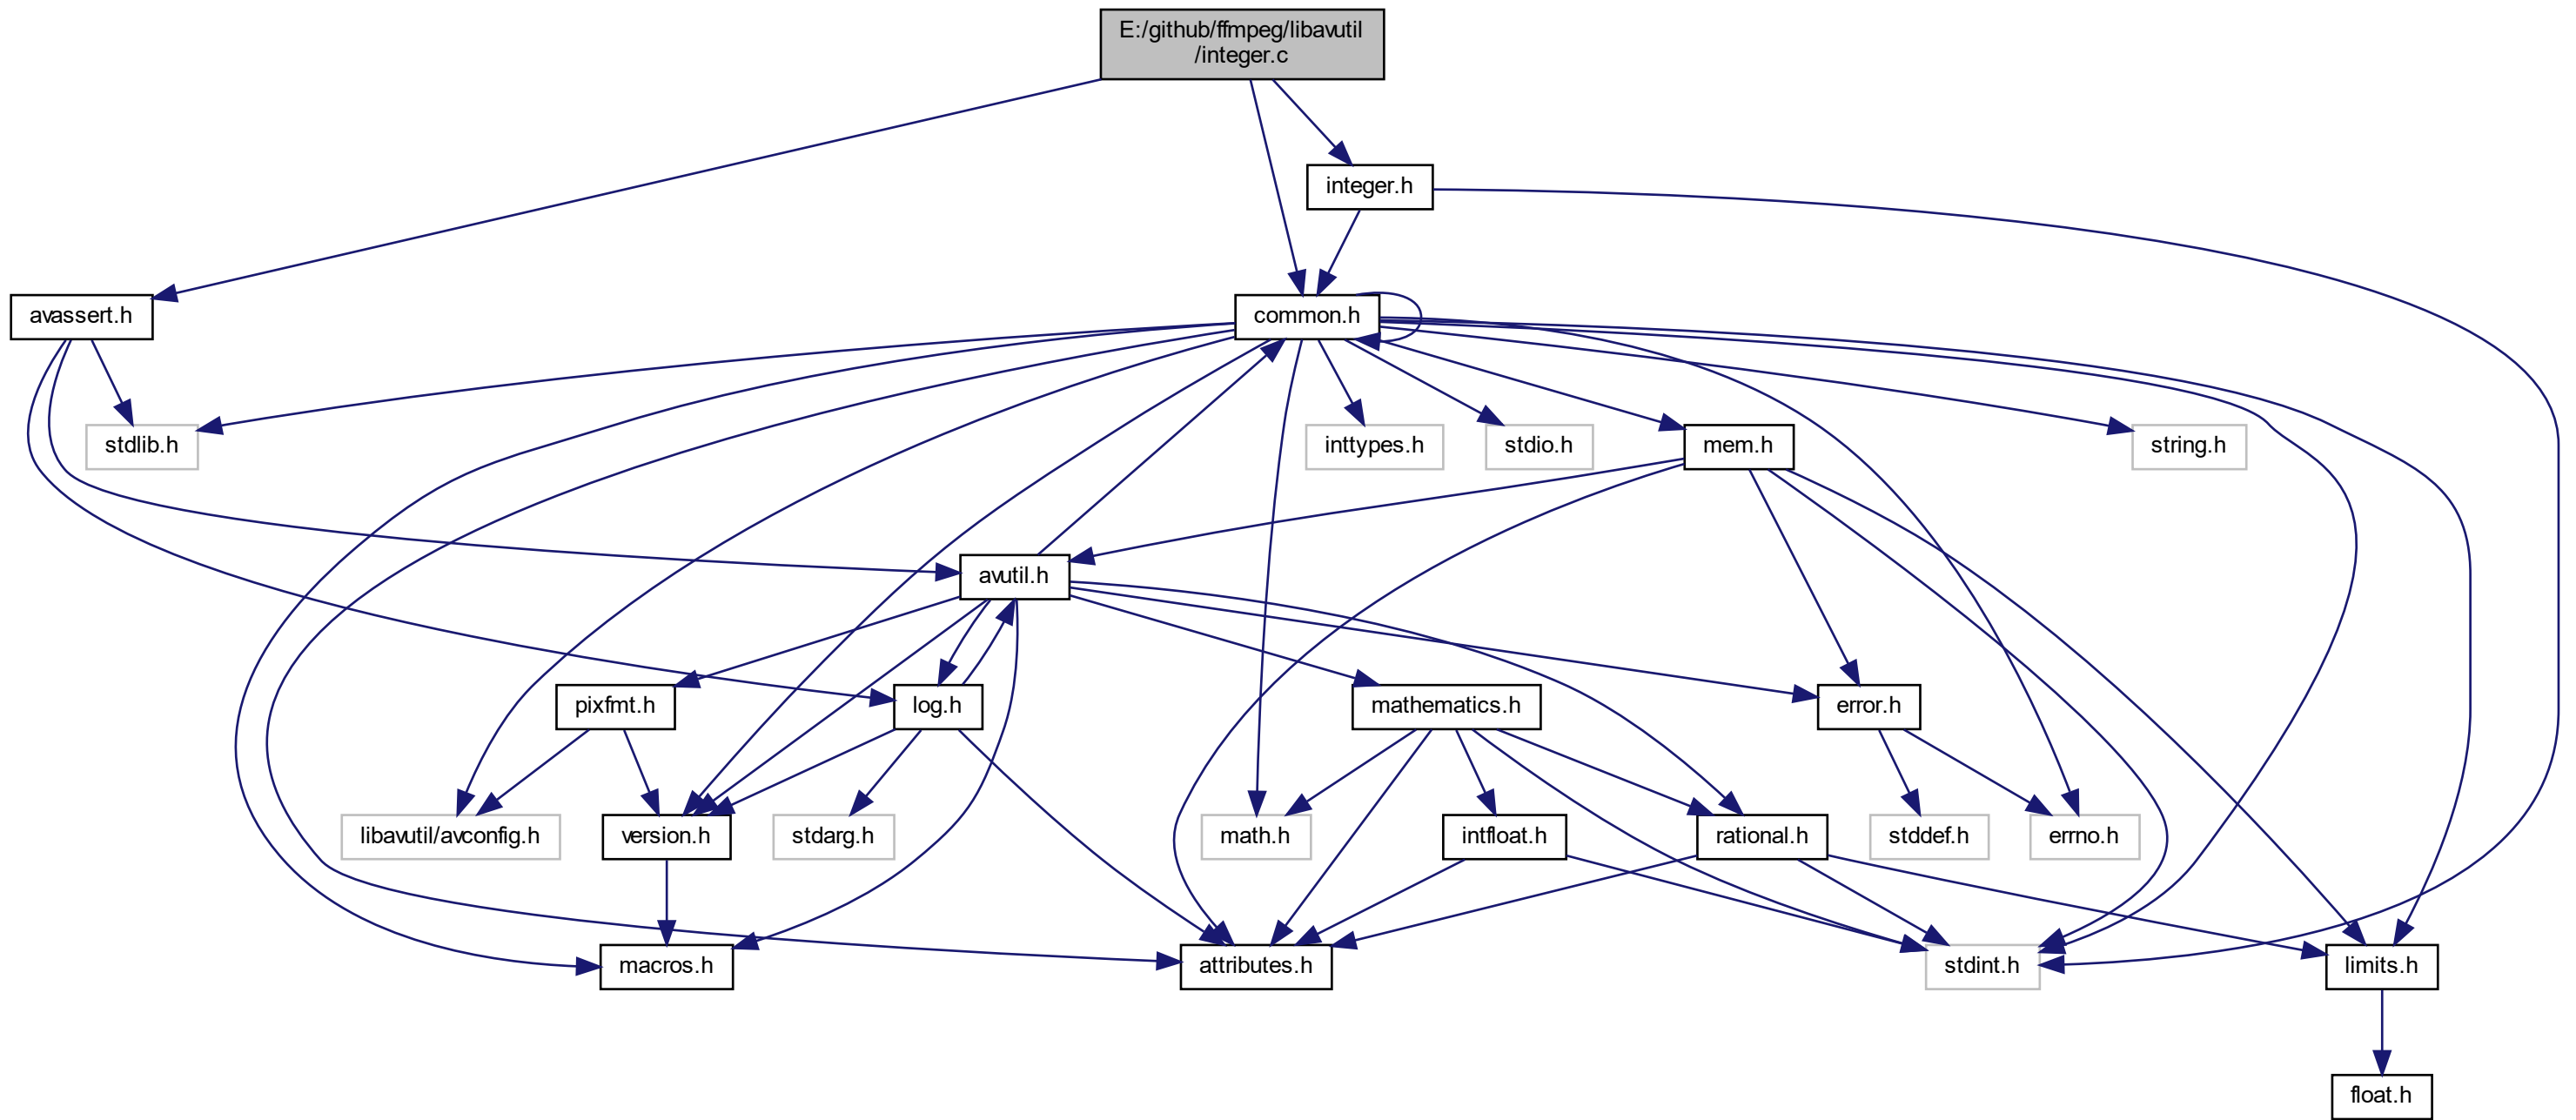 E:/github/ffmpeg/libavutil
/integer.c
integer.h
avassert.h
common.h
stdlib.h
inttypes.h
stdio.h
mem.h
string.h
avutil.h
pixfmt.h
log.h
mathematics.h
error.h
libavutil/avconfig.h
version.h
stdarg.h
math.h
intfloat.h
rational.h
stddef.h
errno.h
macros.h
attributes.h
stdint.h
limits.h
float.h